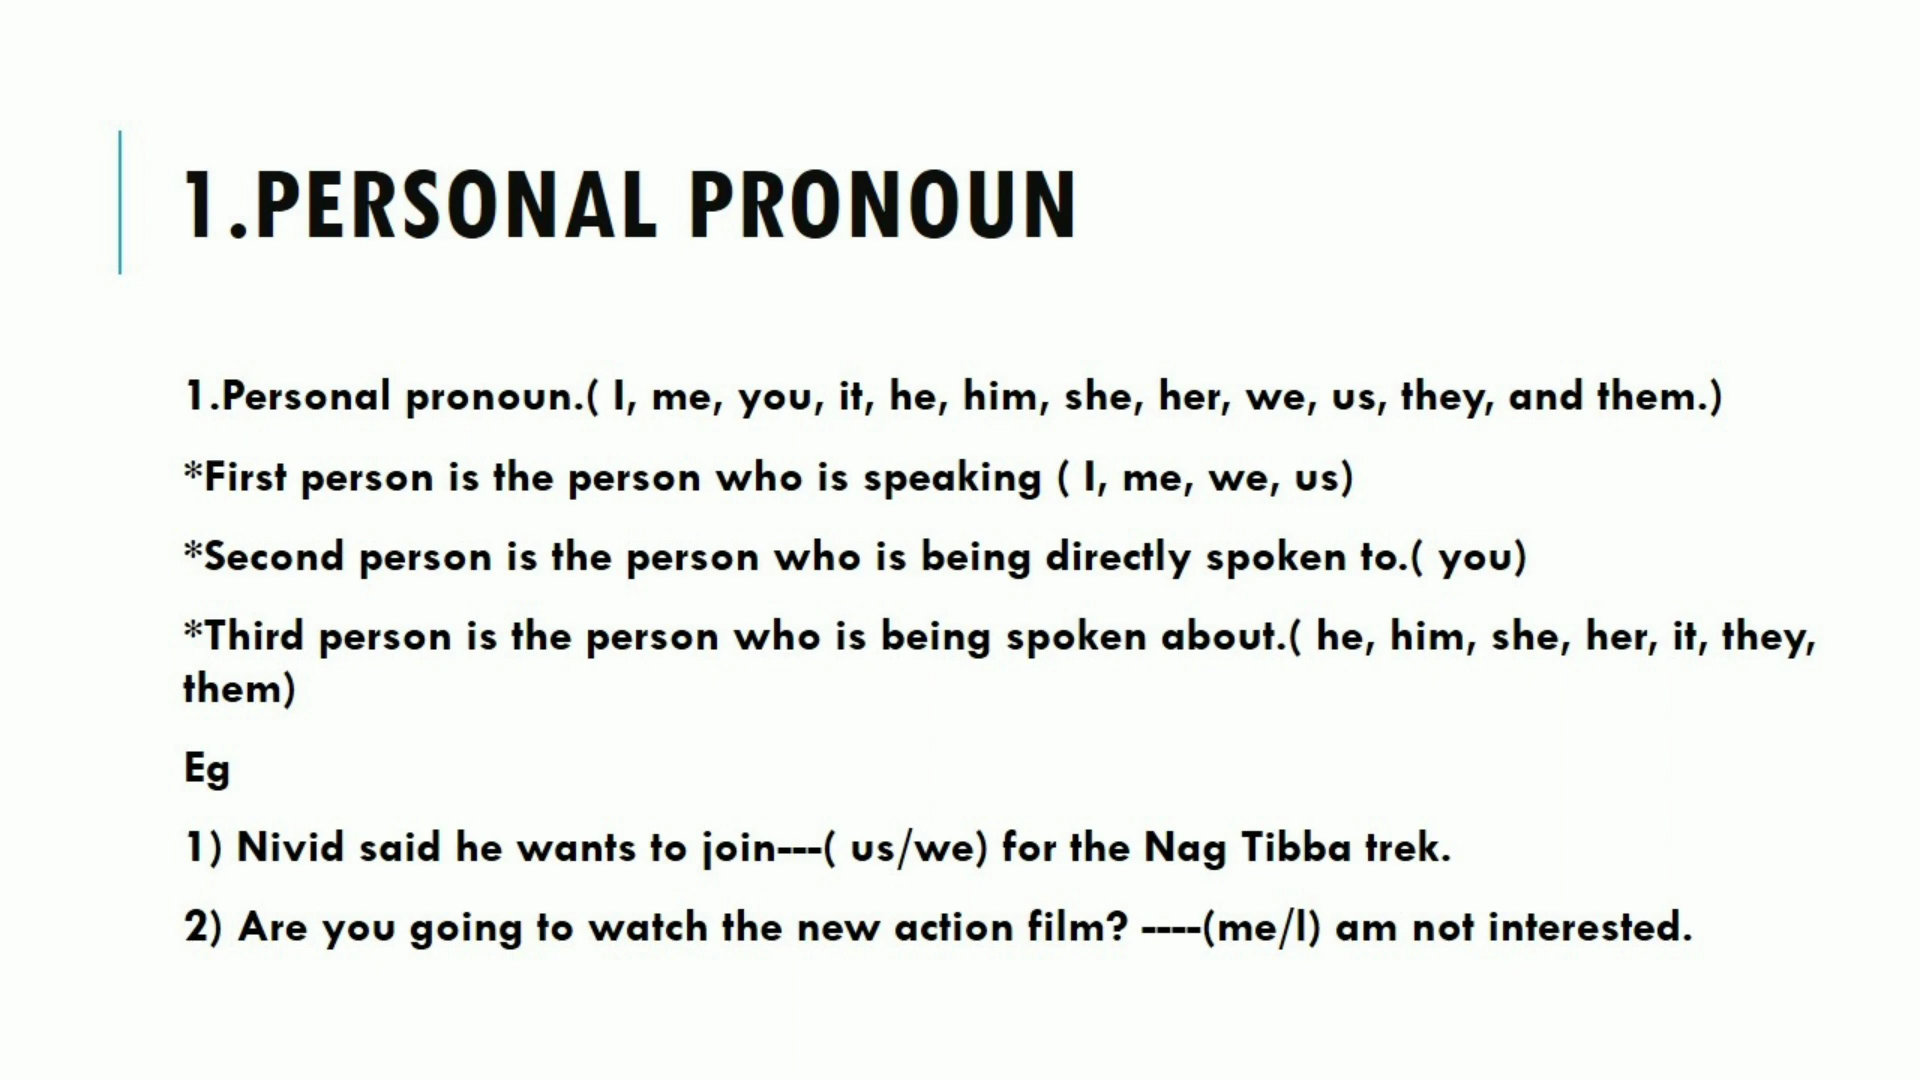 1.PERSONAL PRONOUN
1.Personal pronoun.( I, me, you, it, he, him, she, her, we, us, they, and them.)
*First person is the person who is speaking ( I, me, we, us)
*Second person is the person who is being directly spoken to.( you)
*Third person is the person who is being spoken about.( he, him, she, her, it, they,
them)
Eg
1) Nivid said he wants to join---( us/we) for the Nag Tibba trek.
2) Are you going to watch the new action film? ----(me/I) am not interested.